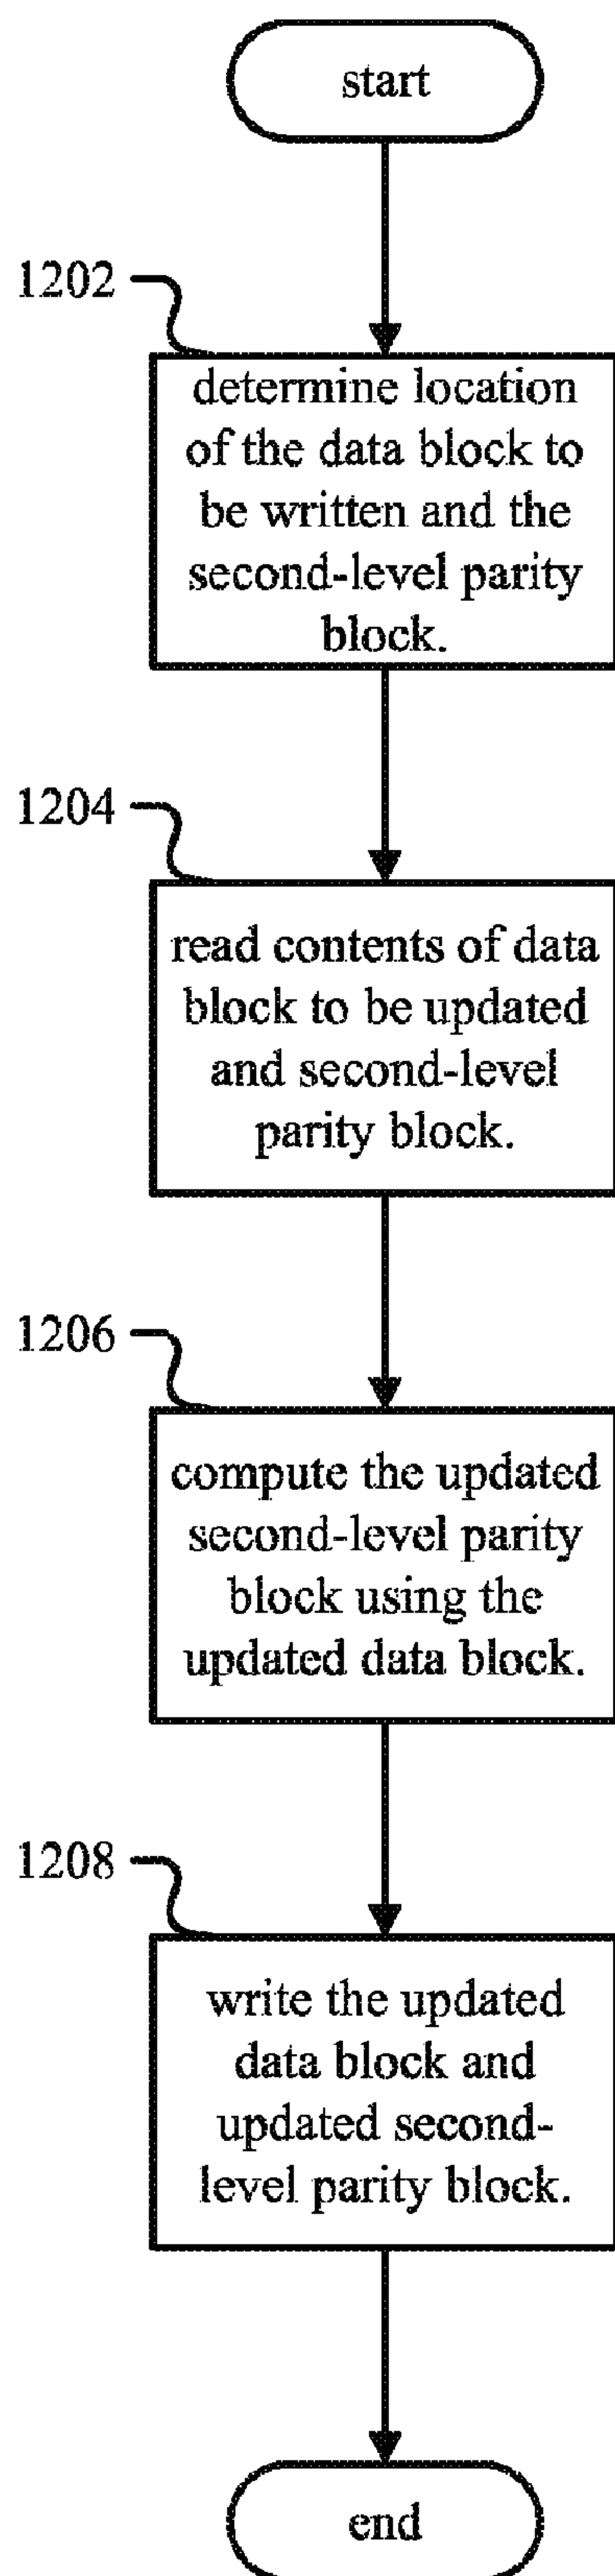 start
1202
determine location
of the data block to
be written and the
second-level parity
block.
1204
read contents of data
block to be updated
and second-level
parity block.
1206
compute the updated
second-level parity
block using the
updated data block.
1208
write the updated
data block and
updated second-
level parity block.
end